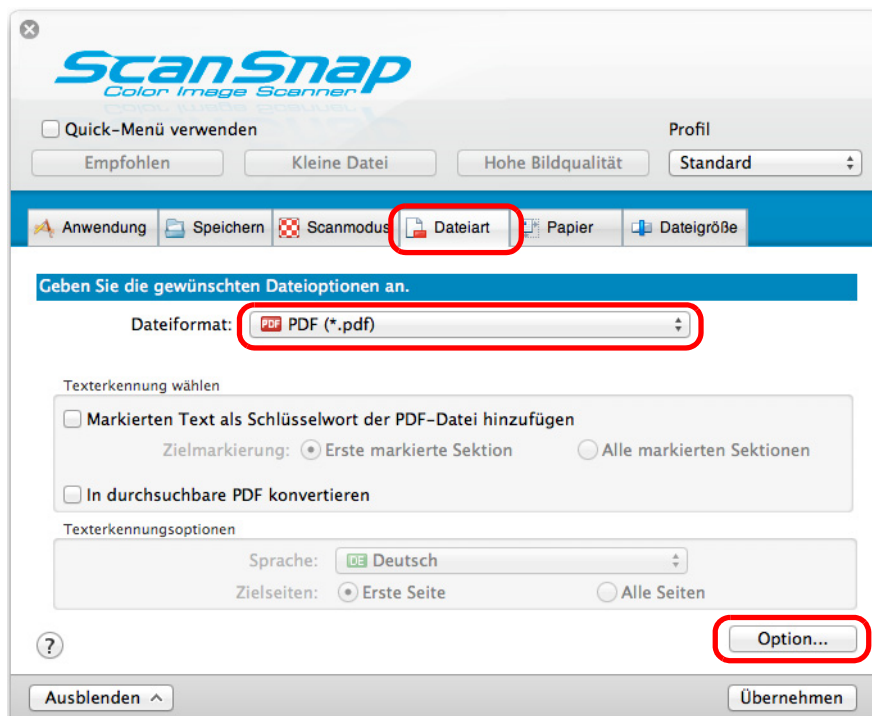 ScanSnap
Color Image Scanner
Quick-Menü verwenden
Profil
Empfohlen Kleine Datei Hohe Bildqualität Standard
Anwendung Speichern Scanmodus Dateiart Papier Dateigröße
Geben Sie die gewünschten Dateioptionen an.
Dateiformat: PDF PDF (*.pdf)
Texterkennung wählen
Markierten Text als Schlüsselwort der PDF-Datei hinzufügen
Zielmarkierung: Erste markierte Sektion Alle markierten Sektionen
In durchsuchbare PDF konvertieren
Texterkennungsoptionen
Sprache: DE Deutsch
Zielseiten: Erste Seite Alle Seiten
? Option...
Ausblenden Übernehmen